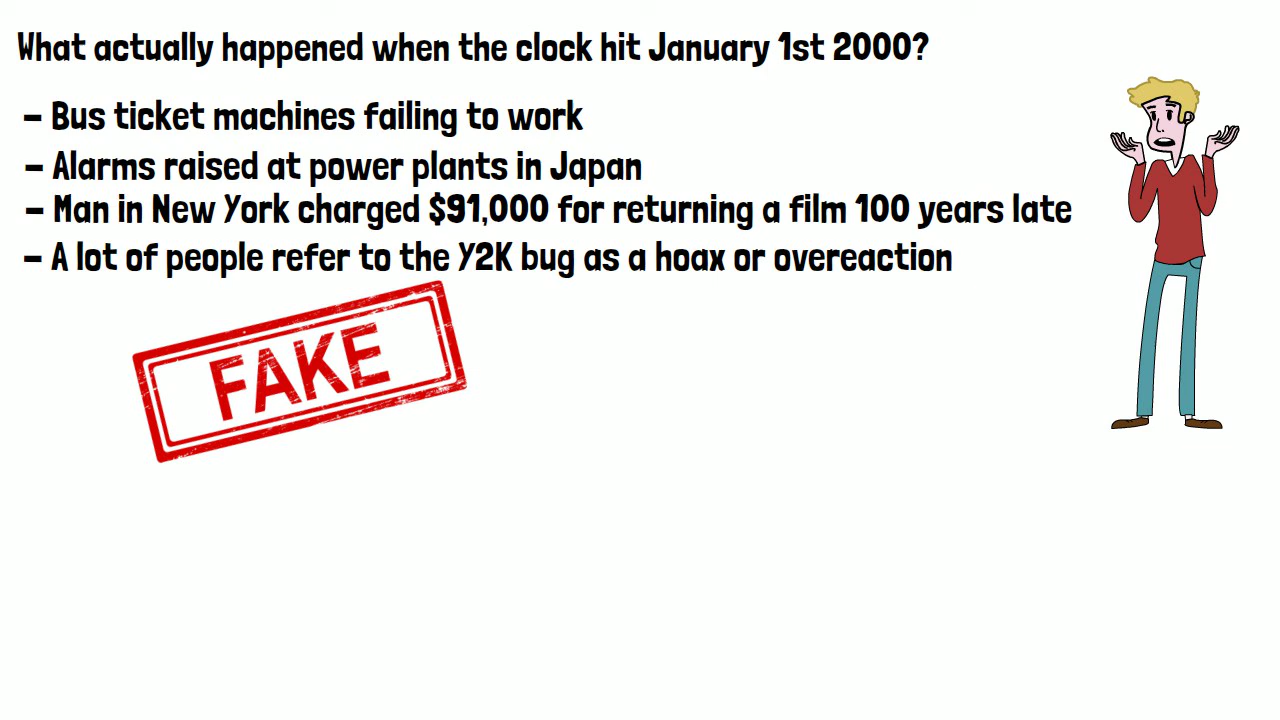 What actually happened when the clock hit January 1st 2000?
– Bus ticket machines failing to work
– Alarms raised at power plants in Japan
– Man in New York charged $91,000 for returning a film 100 years late
– A lot of people refer to the Y2K bug as a hoax or overeaction
FAKE